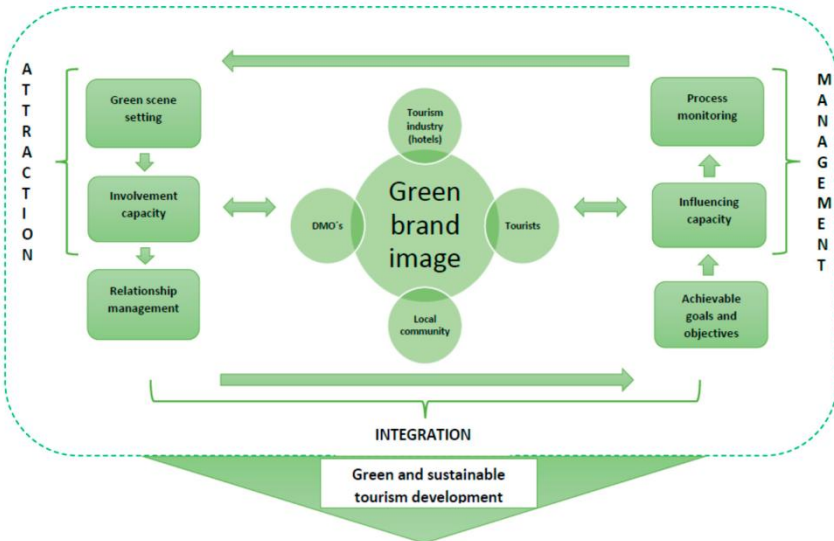 ATTRACTION
Green scene
setting
Involvement
capacity
Relationship
management
Tourism
industry
(hotels)
DMO´s
Green
brand
image
Tourists
Local
community
Process
monitoring
Influencing
capacity
Achievable
goals and
objectives
MANAGEMENT
INTEGRATION
Green and sustainable
tourism development